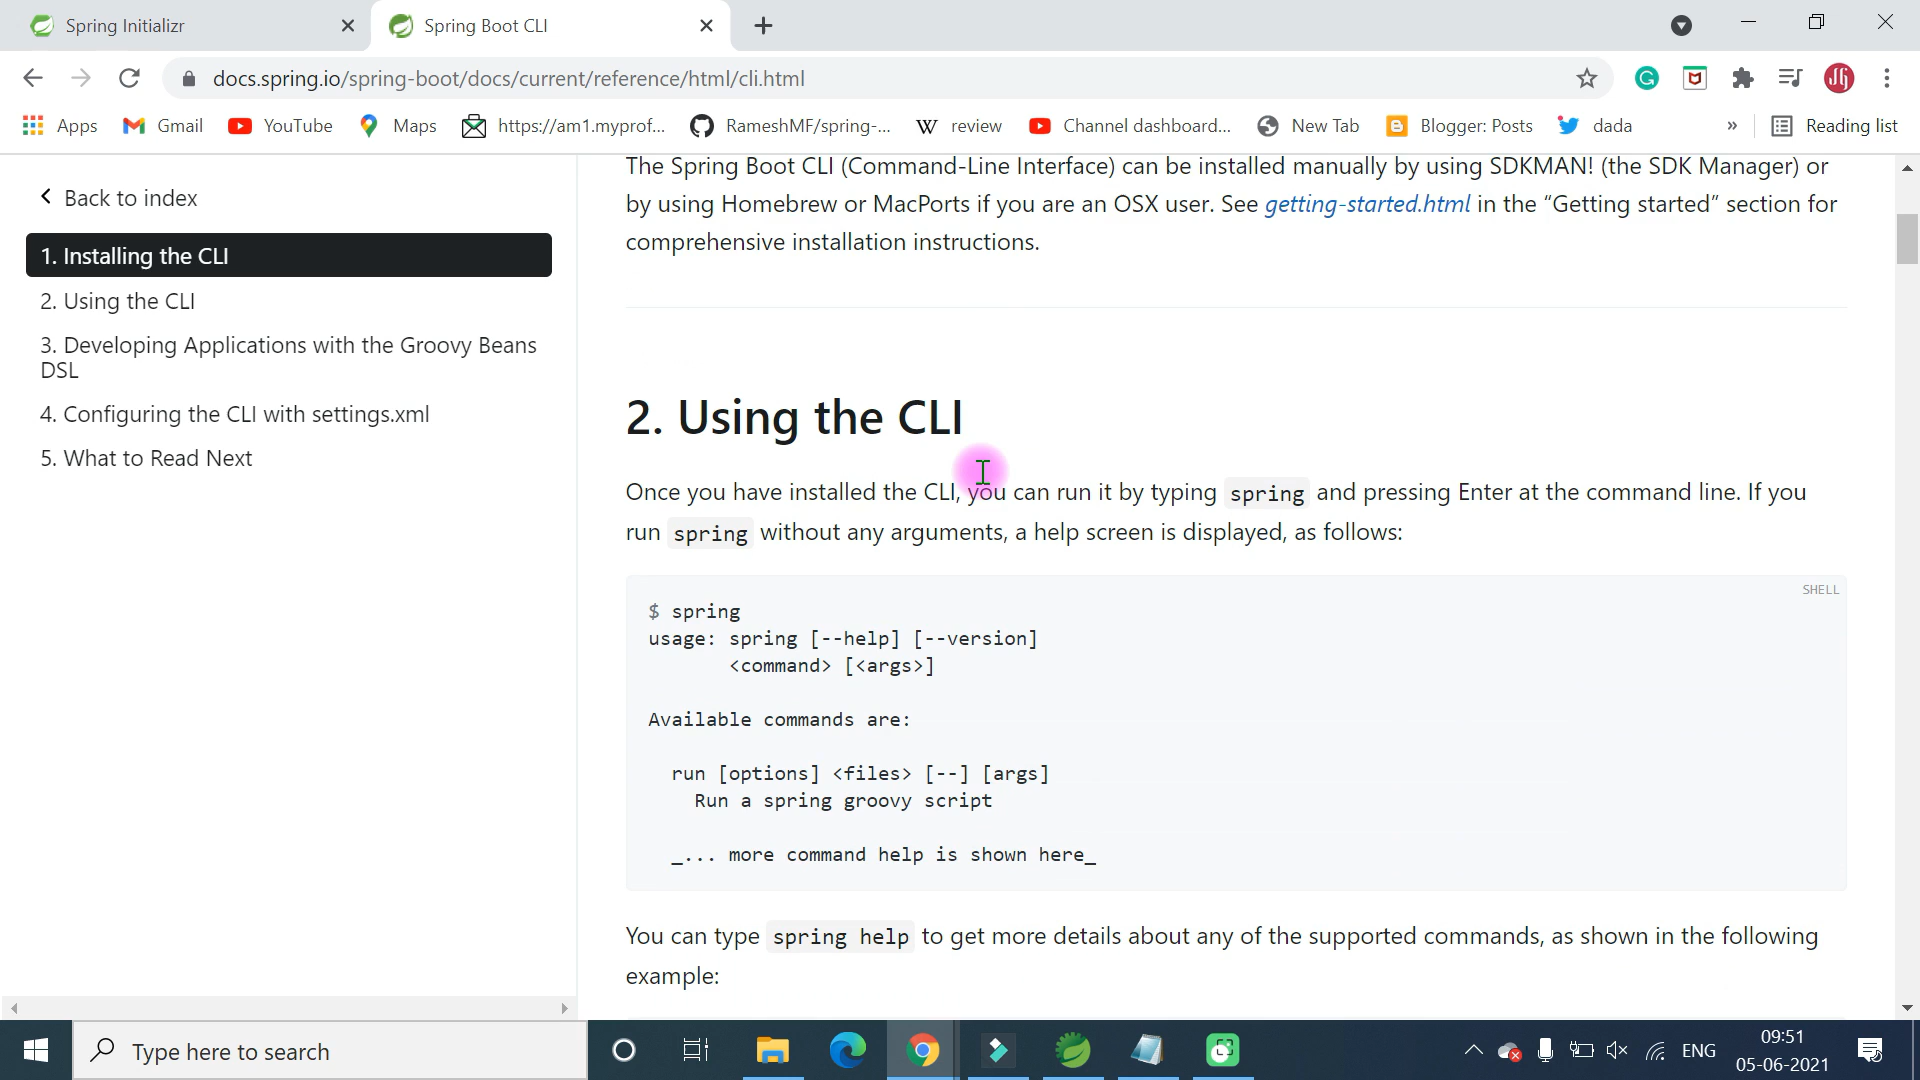 Spring Initializr
Spring Boot CLI
docs.spring.io/spring-boot/docs/current/reference/html/cli.html
Apps
Gmail
YouTube
Maps
https://am1.myprof...
RameshMF/spring-...
W review
Channel dashboard...
New Tab
Blogger: Posts
dada
»
Reading list
Back to index
1. Installing the CLI
2. Using the CLI
3. Developing Applications with the Groovy Beans
DSL
4. Configuring the CLI with settings.xml
5. What to Read Next
The Spring Boot CLI (Command-Line Interface) can be installed manually by using SDKMAN! (the SDK Manager) or
by using Homebrew or MacPorts if you are an OSX user. See getting-started.html in the “Getting started” section for
comprehensive installation instructions.
2. Using the CLI
Once you have installed the CLI, you can run it by typing spring and pressing Enter at the command line. If you
run spring without any arguments, a help screen is displayed, as follows:
SHELL
$ spring
usage: spring [--help] [--version]
<command> [<args>]
Available commands are:
run [options] <files> [--] [args]
Run a spring groovy script
_... more command help is shown here_
You can type spring help to get more details about any of the supported commands, as shown in the following
example:
Type here to search
ENG
09:51
05-06-2021